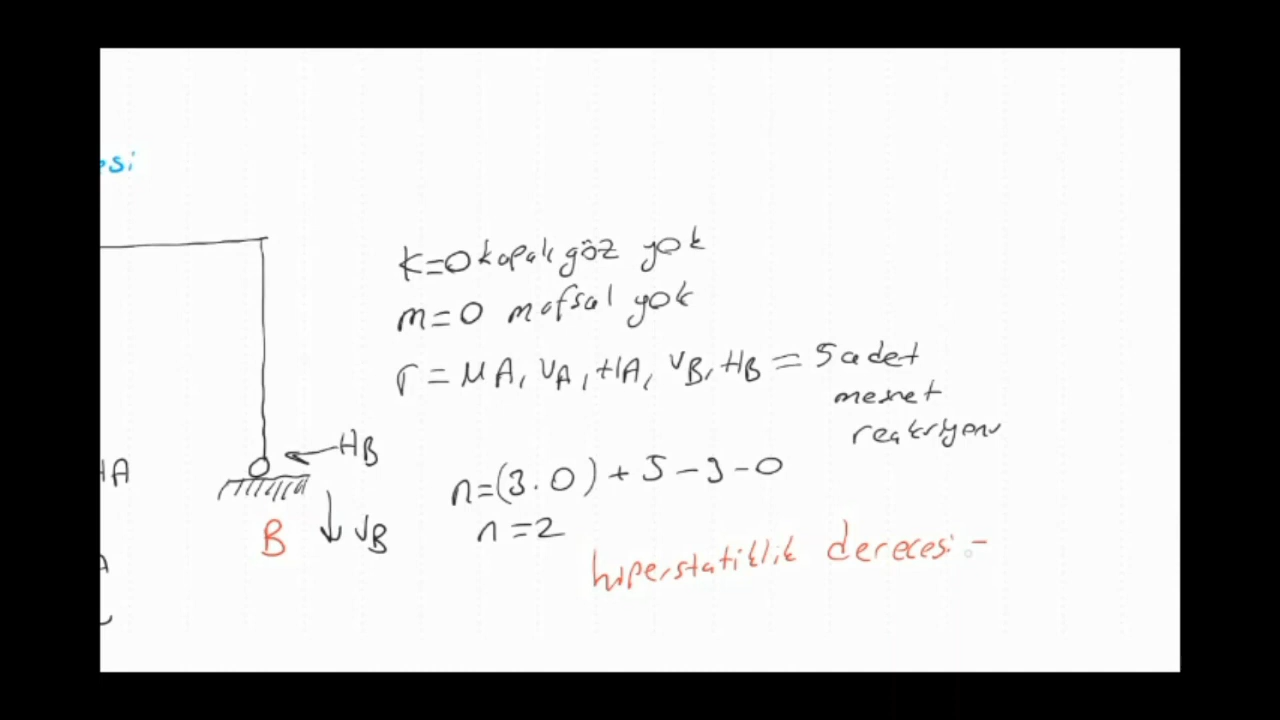 esi
k=0 kapalı göz yok
m=0 mafsal yok
r = MA, VA, HA, VB, HB = 5 adet
mesnet
reaksiyonu
HB
HA
n=(3.0)+5-3-0
n=2
B
VB
A
hiperstatiklik derecesi -